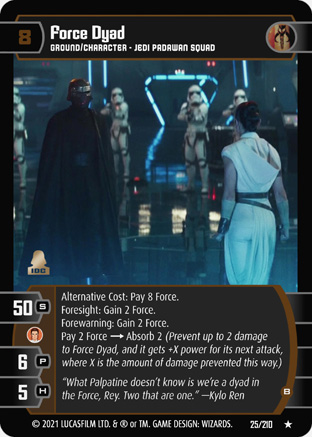 8
Force Dyad
GROUND/CHARACTER - JEDI PADAWAN SQUAD
IDC
50 S
6 P
5 H
Alternative Cost: Pay 8 Force.
Foresight: Gain 2 Force.
Forewarning: Gain 2 Force.
Pay 2 Force → Absorb 2 (Prevent up to 2 damage
to Force Dyad, and it gets +X power for its next attack,
where X is the amount of damage prevented this way.)
“What Palpatine doesn’t know is we’re a dyad in
the Force, Rey. Two that are one.” —Kylo Ren
B
© 2021 LUCASFILM LTD. & ® or TM. GAME DESIGN: WIZARDS.
25/210 ★